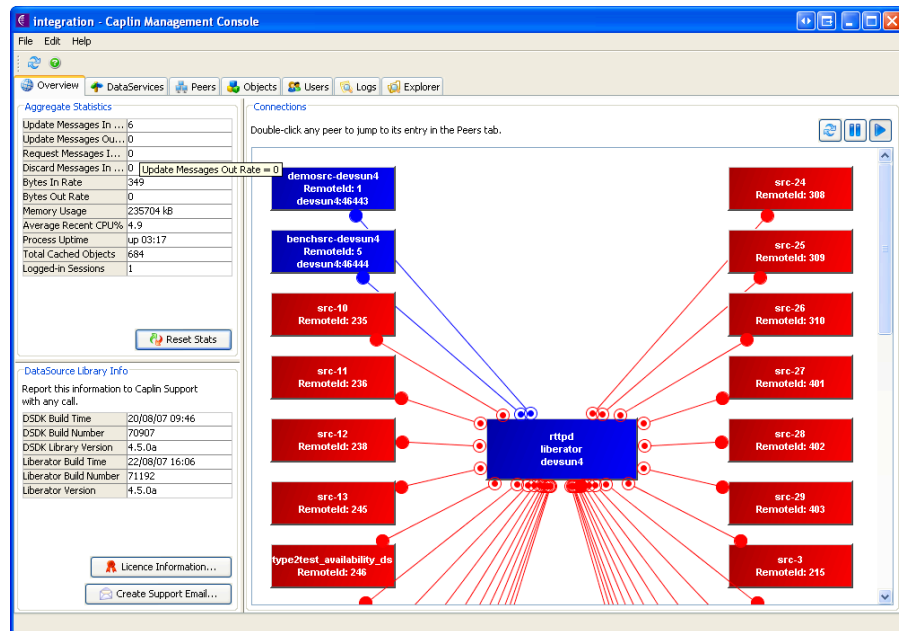 integration - Caplin Management Console
File Edit Help
Overview DataServices Peers Objects Users Logs Explorer
Aggregate Statistics
Update Messages In ... 6
Update Messages Ou... 0
Request Messages I... 0
Discard Messages In ... 0
Update Messages Out Rate = 0
Bytes In Rate 349
Bytes Out Rate 0
Memory Usage 235704 kB
Average Recent CPU% 4.9
Process Uptime up 03:17
Total Cached Objects 684
Logged-in Sessions 1
Reset Stats
DataSource Library Info
Report this information to Caplin Support
with any call.
DSDK Build Time 20/08/07 09:46
DSDK Build Number 70907
DSDK Library Version 4.5.0a
Liberator Build Time 22/08/07 16:06
Liberator Build Number 71192
Liberator Version 4.5.0a
Licence Information...
Create Support Email...
Connections
Double-click any peer to jump to its entry in the Peers tab.
demosrc-devsun4
RemoteId: 1
devsun4:46443
benchsrc-devsun4
RemoteId: 5
devsun4:46444
src-10
RemoteId: 235
src-11
RemoteId: 236
src-12
RemoteId: 238
src-13
RemoteId: 245
type2test_availability_ds
RemoteId: 246
rttpd
liberator
devsun4
src-24
RemoteId: 308
src-25
RemoteId: 309
src-26
RemoteId: 310
src-27
RemoteId: 401
src-28
RemoteId: 402
src-29
RemoteId: 403
src-3
RemoteId: 215